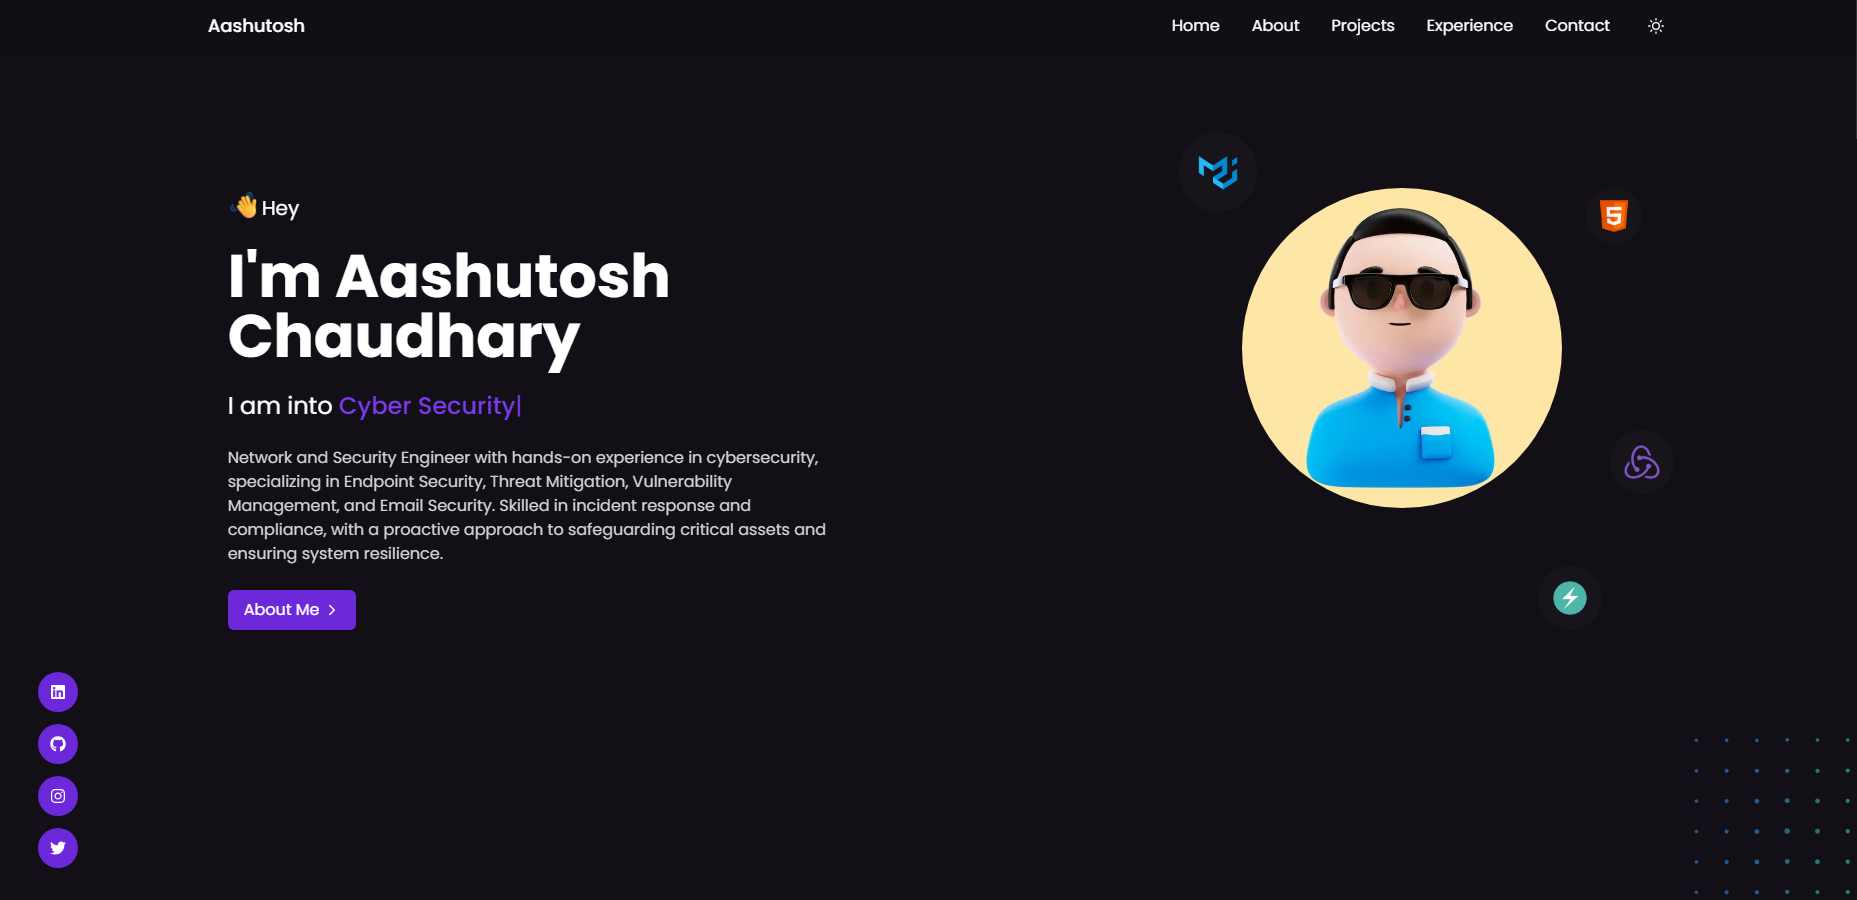 Aashutosh
Home About Projects Experience Contact
👋 Hey
I'm Aashutosh
Chaudhary
I am into Cyber Security|
Network and Security Engineer with hands-on experience in cybersecurity,
specializing in Endpoint Security, Threat Mitigation, Vulnerability
Management, and Email Security. Skilled in incident response and
compliance, with a proactive approach to safeguarding critical assets and
ensuring system resilience.
About Me >